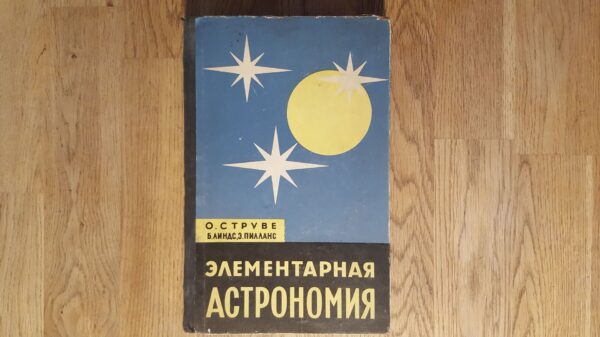 О. СТРУВЕ
Б. ЛИНДС, Э. ПИЛЛАНС
ЭЛЕМЕНТАРНАЯ
АСТРОНОМИЯ